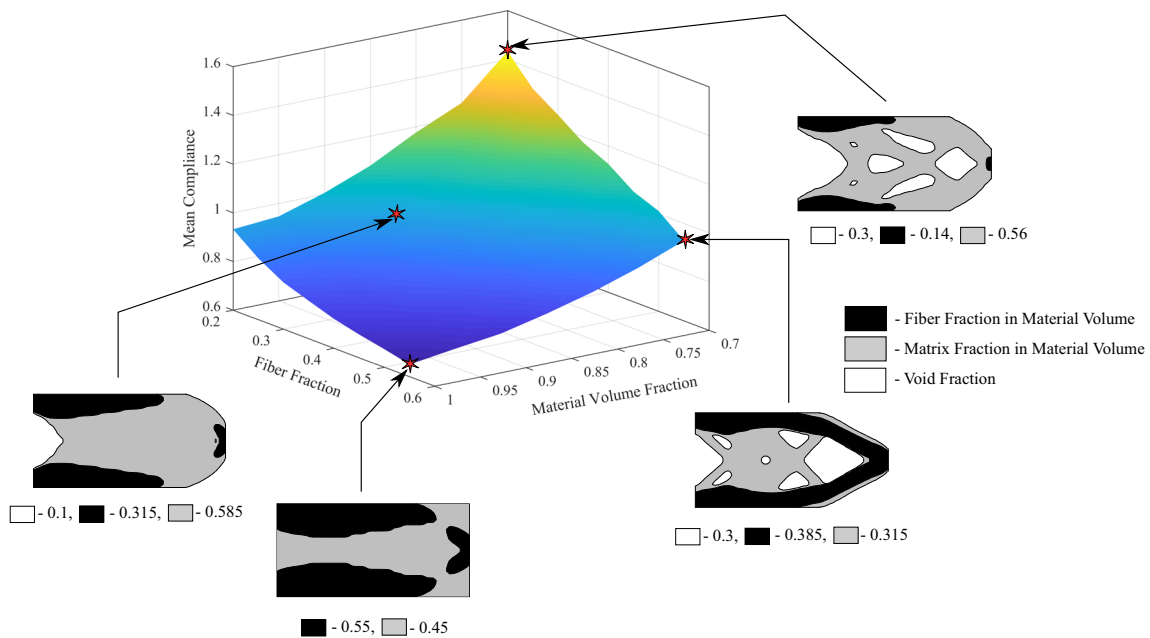 1.6
1.4
1.2
1
0.8
0.6
Mean Compliance
0.2
0.3
0.4
0.5
0.6
Fiber Fraction
1
0.95
0.9
0.85
0.8
0.75
0.7
Material Volume Fraction
- 0.3, - 0.14, - 0.56
- Fiber Fraction in Material Volume
- Matrix Fraction in Material Volume
- Void Fraction
- 0.1, - 0.315, - 0.585
- 0.3, - 0.385, - 0.315
- 0.55, - 0.45